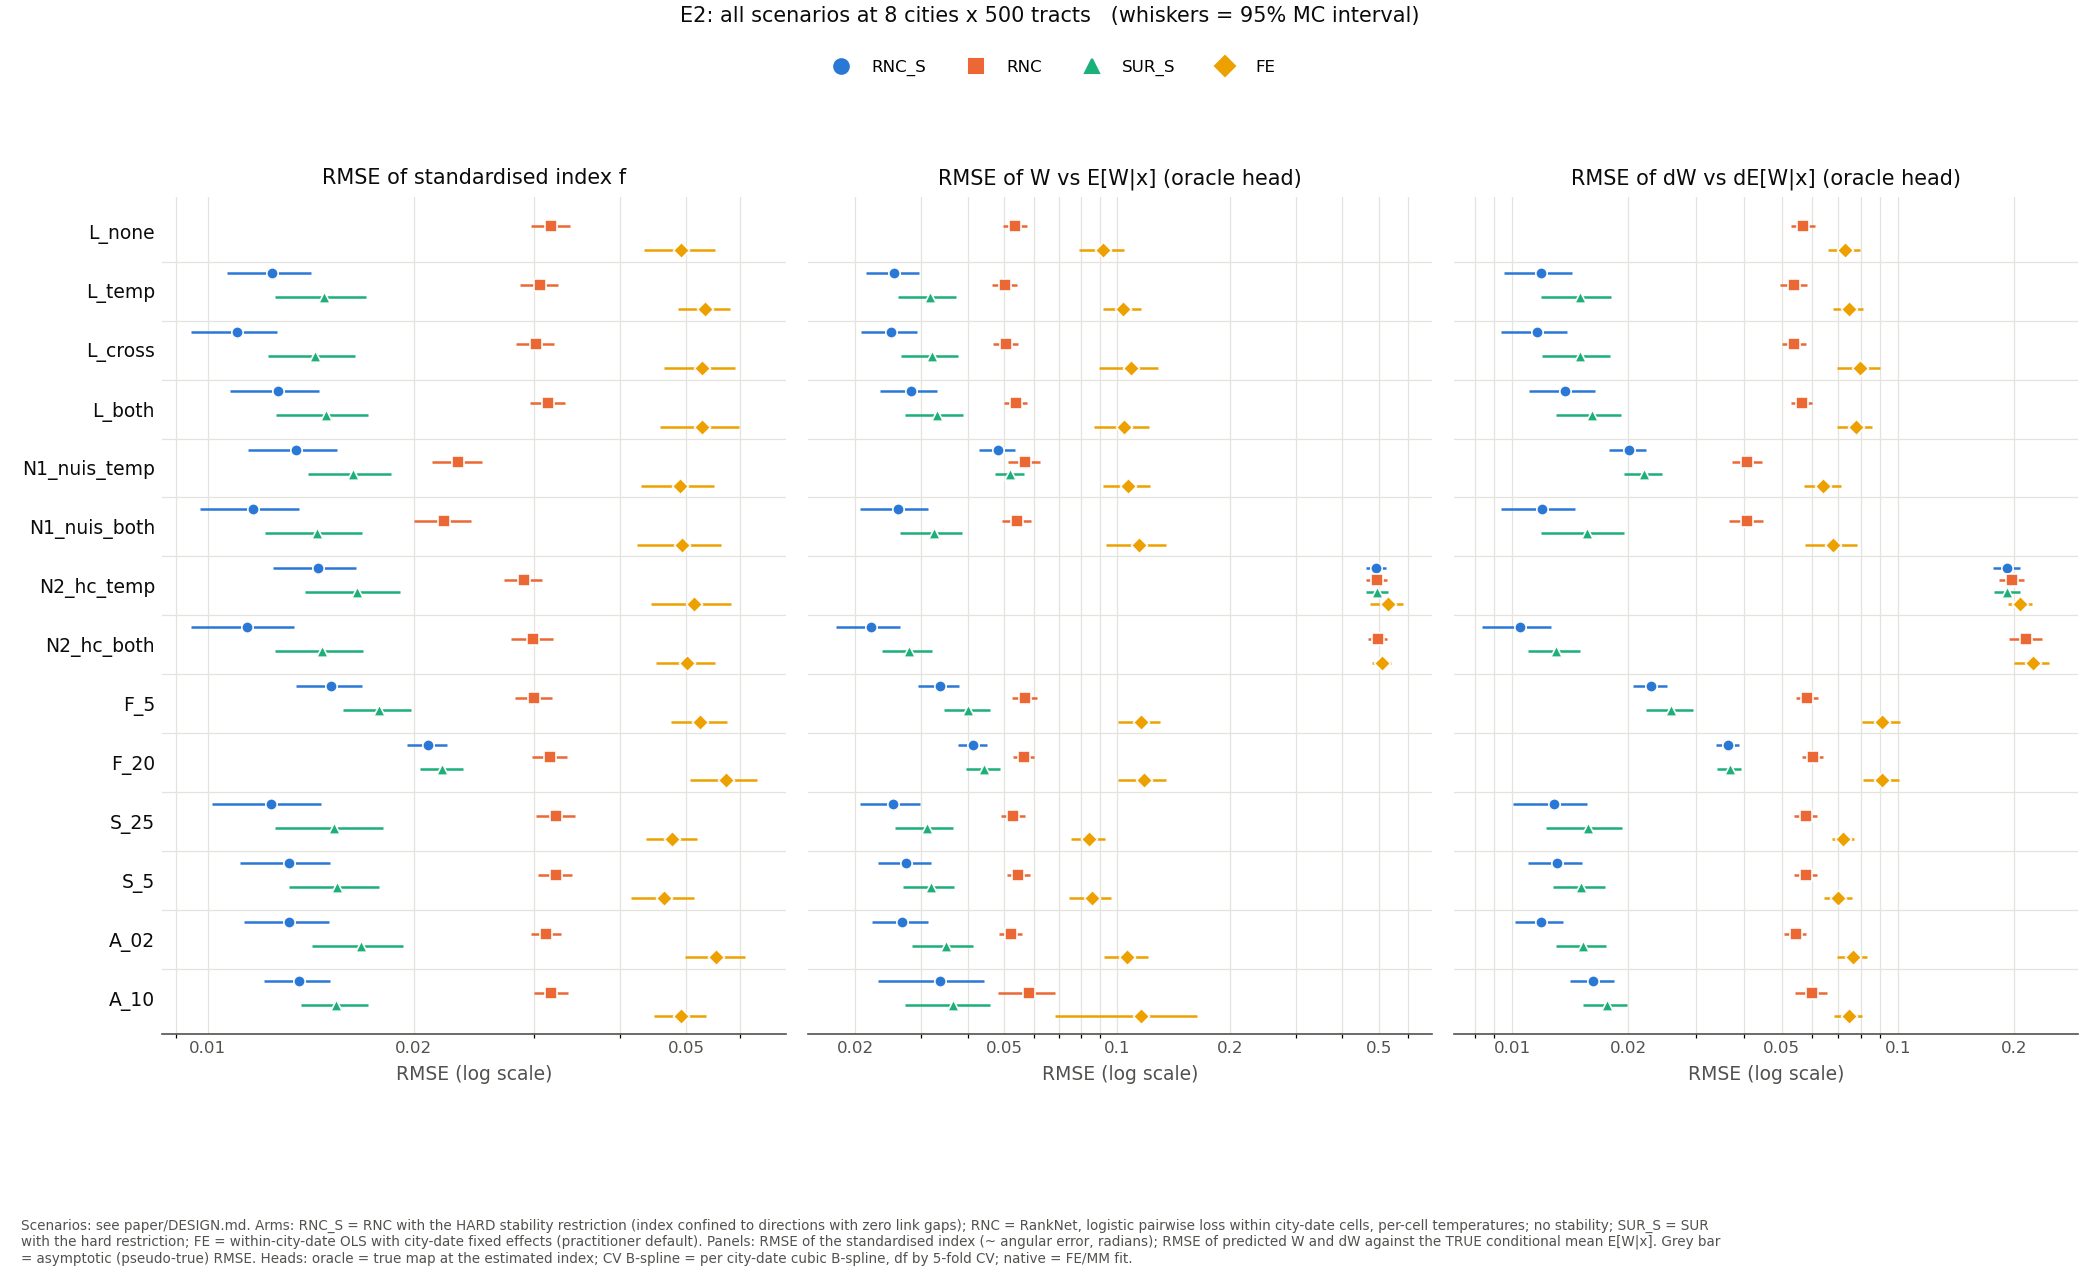 E2: all scenarios at 8 cities x 500 tracts   (whiskers = 95% MC interval)
RNC_S   RNC   SUR_S   FE
RMSE of standardised index f
RMSE of W vs E[W|x] (oracle head)
RMSE of dW vs dE[W|x] (oracle head)
L_none
L_temp
L_cross
L_both
N1_nuis_temp
N1_nuis_both
N2_hc_temp
N2_hc_both
F_5
F_20
S_25
S_5
A_02
A_10
0.01 0.02 0.05
0.02 0.05 0.1 0.2 0.5
0.01 0.02 0.05 0.1 0.2
RMSE (log scale)
RMSE (log scale)
RMSE (log scale)
Scenarios: see paper/DESIGN.md. Arms: RNC_S = RNC with the HARD stability restriction (index confined to directions with zero link gaps); RNC = RankNet, logistic pairwise loss within city-date cells, per-cell temperatures; no stability; SUR_S = SUR
with the hard restriction; FE = within-city-date OLS with city-date fixed effects (practitioner default). Panels: RMSE of the standardised index (~ angular error, radians); RMSE of predicted W and dW against the TRUE conditional mean E[W|x]. Grey bar
= asymptotic (pseudo-true) RMSE. Heads: oracle = true map at the estimated index; CV B-spline = per city-date cubic B-spline, df by 5-fold CV; native = FE/MM fit.